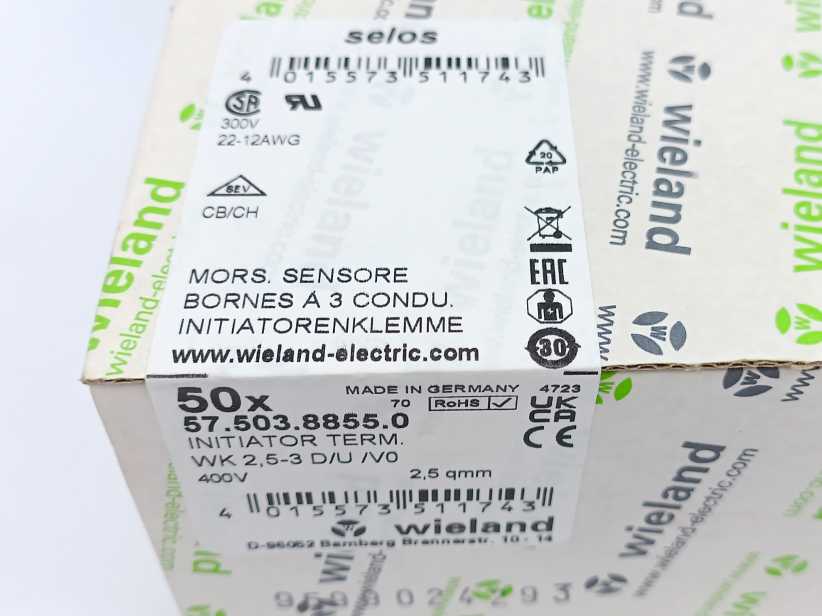 selos
4 015573 511743
300V
22-12AWG
20
PAP
SEV
CB/CH
EAC
MORS. SENSORE
BORNES Á 3 CONDU.
INITIATORENKLEMME
www.wieland-electric.com
30
50x
MADE IN GERMANY 4723
70 RoHS
57.503.8855.0
UK
CA
INITIATOR TERM.
CE
WK 2,5-3 D/U /V0
400V 2,5 qmm
4 015573 511743
wieland
D-96052 Bamberg Brennerstr. 10 - 14
wieland
www.wieland-electric.com
wieland
wieland-electric.com
wieland
wieland
www.wieland-electric.com